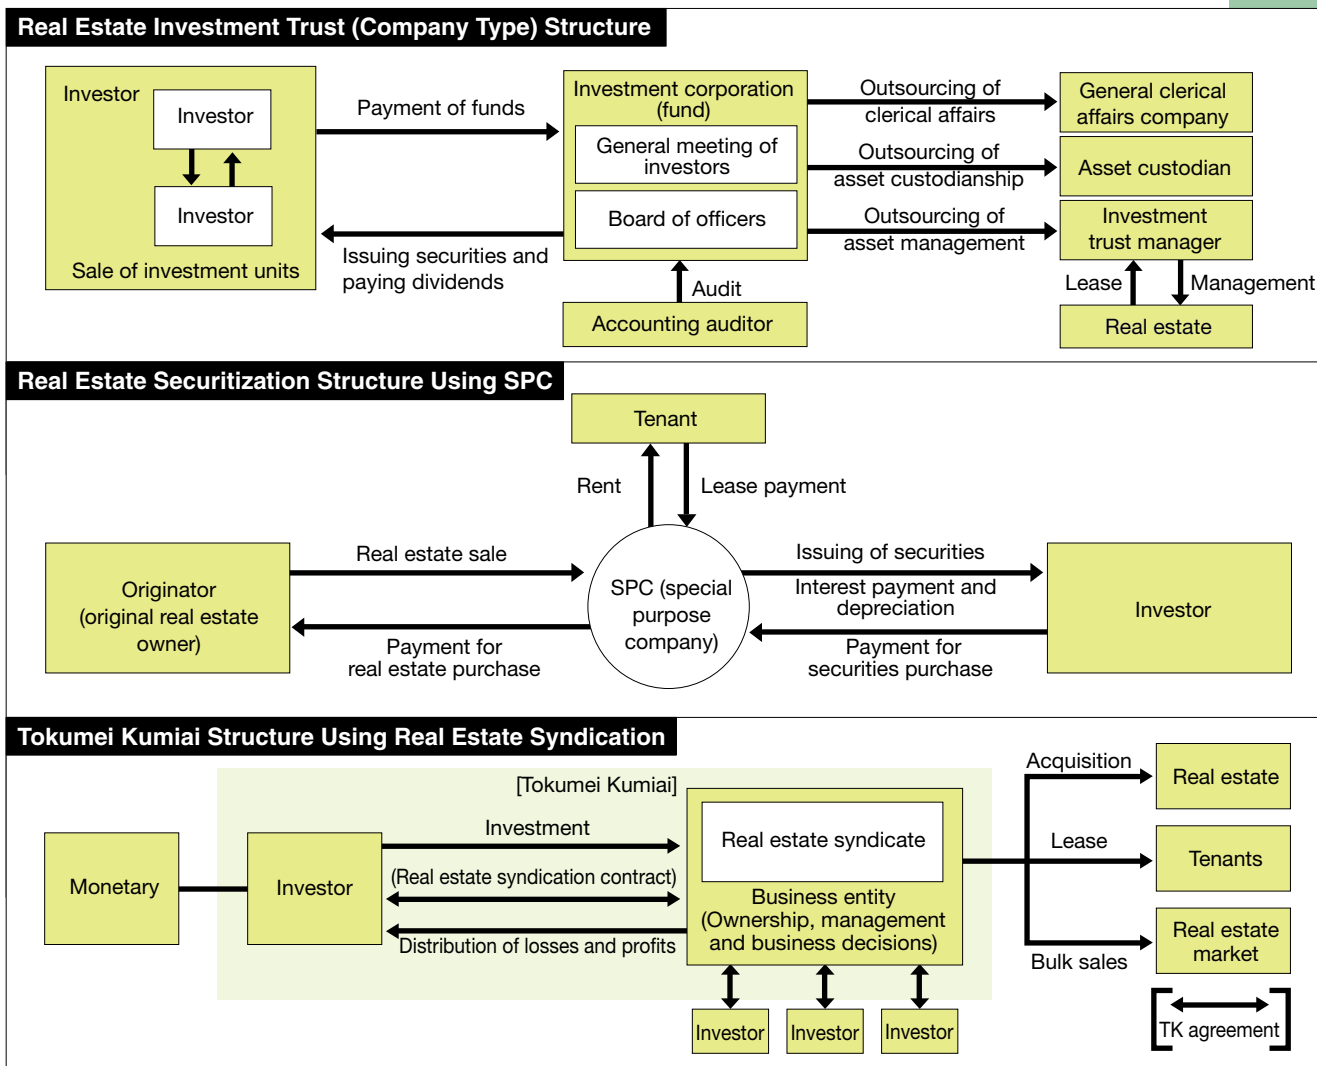 Real Estate Investment Trust (Company Type) Structure
Investor
Investor
Investor
Sale of investment units
Payment of funds
Issuing securities and
paying dividends
Investment corporation
(fund)
General meeting of
investors
Board of officers
Audit
Accounting auditor
Outsourcing of
clerical affairs
Outsourcing of
asset custodianship
Outsourcing of
asset management
General clerical
affairs company
Asset custodian
Investment
trust manager
Lease
Management
Real estate
Real Estate Securitization Structure Using SPC
Tenant
Rent
Lease payment
Originator
(original real estate
owner)
Real estate sale
Payment for
real estate purchase
SPC (special
purpose
company)
Issuing of securities
Interest payment and
depreciation
Payment for
securities purchase
Investor
Tokumei Kumiai Structure Using Real Estate Syndication
[Tokumei Kumiai]
Monetary
Investor
Investment
(Real estate syndication contract)
Distribution of losses and profits
Real estate syndicate
Business entity
(Ownership, management
and business decisions)
Investor
Investor
Investor
Acquisition
Lease
Bulk sales
Real estate
Tenants
Real estate
market
TK agreement